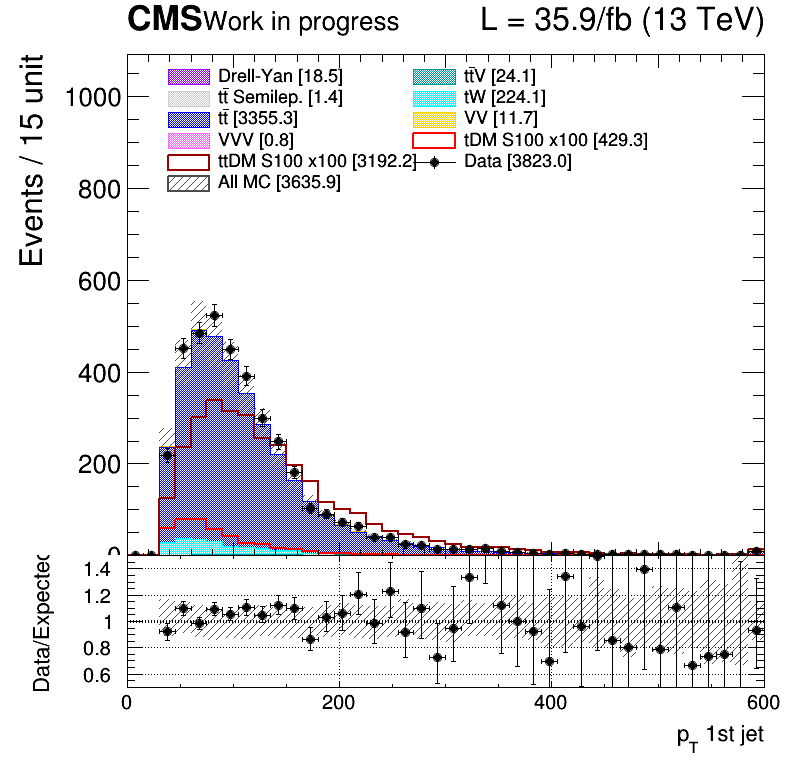 CMS Work in progress L = 35.9/fb (13 TeV)
Drell-Yan [18.5] tt̄V [24.1]
tt̄ Semilep. [1.4] tW [224.1]
tt̄ [3355.3] VV [11.7]
VVV [0.8] tDM S100 x100 [429.3]
ttDM S100 x100 [3192.2] Data [3823.0]
All MC [3635.9]
Events / 15 unit
1000
800
600
400
200
0
Data/Expected
1.4
1.2
1
0.8
0.6
0 200 400 600
p_T 1st jet